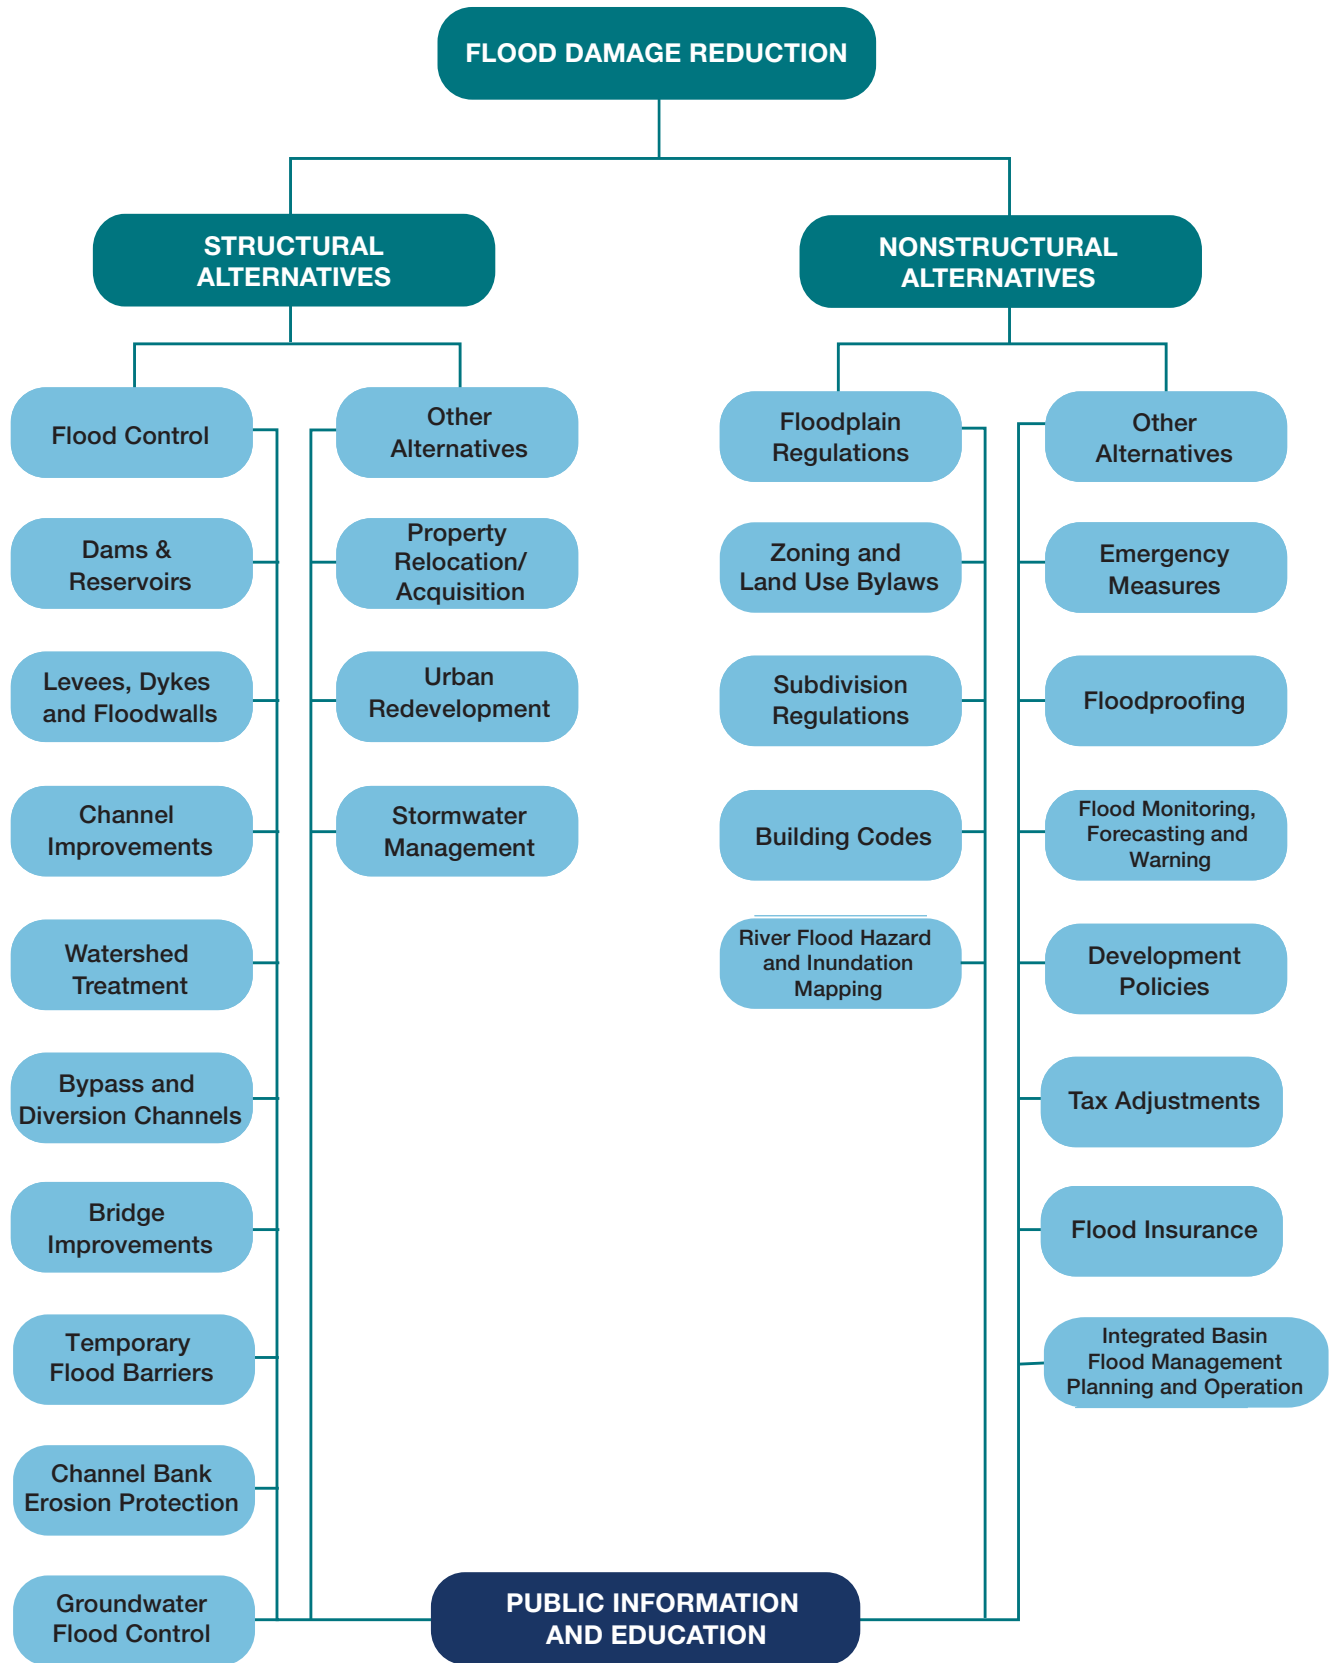 FLOOD DAMAGE REDUCTION
STRUCTURAL
ALTERNATIVES
Flood Control
Dams &
Reservoirs
Levees, Dykes
and Floodwalls
Channel
Improvements
Watershed
Treatment
Bypass and
Diversion Channels
Bridge
Improvements
Temporary
Flood Barriers
Channel Bank
Erosion Protection
Groundwater
Flood Control
Other
Alternatives
Property
Relocation/
Acquisition
Urban
Redevelopment
Stormwater
Management
NONSTRUCTURAL
ALTERNATIVES
Floodplain
Regulations
Zoning and
Land Use Bylaws
Subdivision
Regulations
Building Codes
River Flood Hazard
and Inundation
Mapping
Other
Alternatives
Emergency
Measures
Floodproofing
Flood Monitoring,
Forecasting and
Warning
Development
Policies
Tax Adjustments
Flood Insurance
Integrated Basin
Flood Management
Planning and Operation
PUBLIC INFORMATION
AND EDUCATION